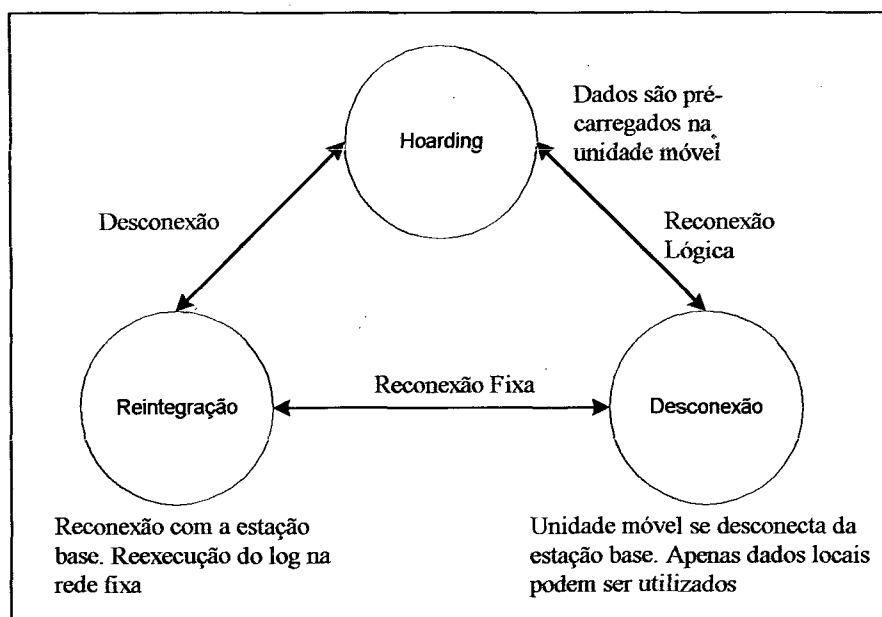 Hoarding
Dados são pré-
carregados na
unidade móvel
Desconexão
Reconexão
Lógica
Reconexão Fixa
Reintegração
Desconexão
Reconexão com a estação
base. Reexecução do log na
rede fixa
Unidade móvel se desconecta da
estação base. Apenas dados locais
podem ser utilizados